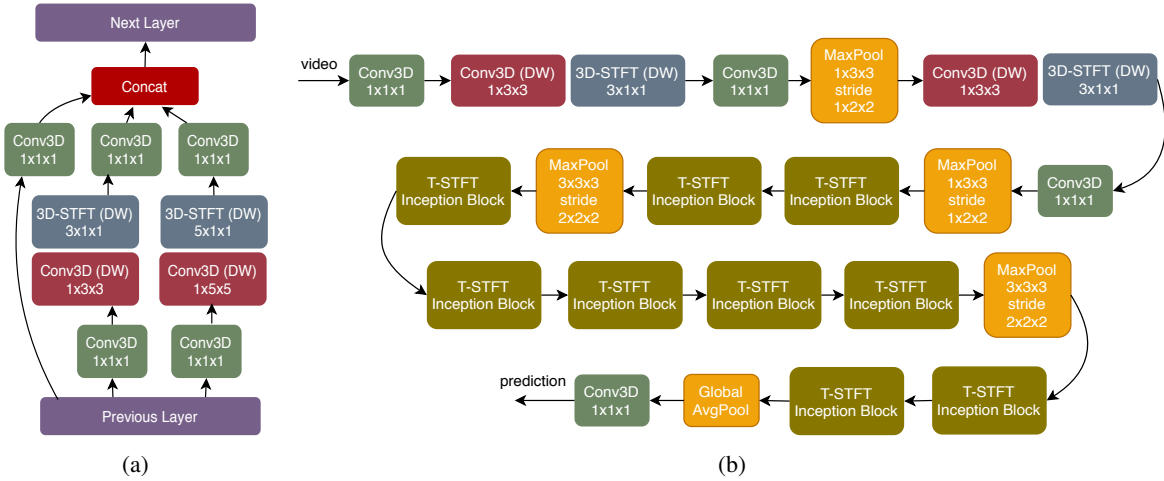 Next Layer
Concat
Conv3D
1x1x1
Conv3D
1x1x1
Conv3D
1x1x1
3D-STFT (DW)
3x1x1
3D-STFT (DW)
5x1x1
Conv3D (DW)
1x3x3
Conv3D (DW)
1x5x5
Conv3D
1x1x1
Conv3D
1x1x1
Previous Layer
(a)
video
Conv3D
1x1x1
Conv3D (DW)
1x3x3
3D-STFT (DW)
3x1x1
Conv3D
1x1x1
MaxPool
1x3x3
stride
1x2x2
Conv3D (DW)
1x3x3
3D-STFT (DW)
3x1x1
Conv3D
1x1x1
MaxPool
1x3x3
stride
1x2x2
T-STFT
Inception Block
T-STFT
Inception Block
MaxPool
3x3x3
stride
2x2x2
T-STFT
Inception Block
T-STFT
Inception Block
T-STFT
Inception Block
T-STFT
Inception Block
T-STFT
Inception Block
MaxPool
3x3x3
stride
2x2x2
T-STFT
Inception Block
T-STFT
Inception Block
Global
AvgPool
Conv3D
1x1x1
prediction
(b)